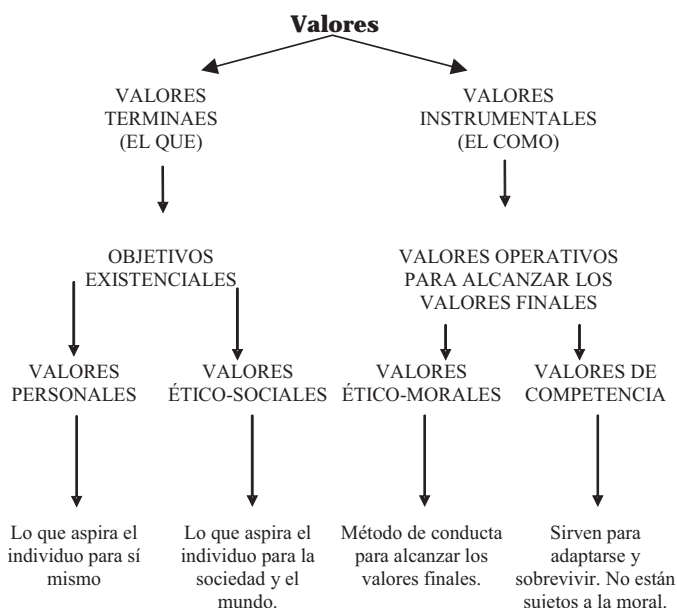 Valores
VALORES
TERMINAES
(EL QUE)
VALORES
INSTRUMENTALES
(EL COMO)
OBJETIVOS
EXISTENCIALES
VALORES OPERATIVOS
PARA ALCANZAR LOS
VALORES FINALES
VALORES
PERSONALES
VALORES
ÉTICO-SOCIALES
VALORES
ÉTICO-MORALES
VALORES DE
COMPETENCIA
Lo que aspira el
individuo para sí
mismo
Lo que aspira el
individuo para la
sociedad y el
mundo.
Método de conducta
para alcanzar los
valores finales.
Sirven para
adaptarse y
sobrevivir. No están
sujetos a la moral.